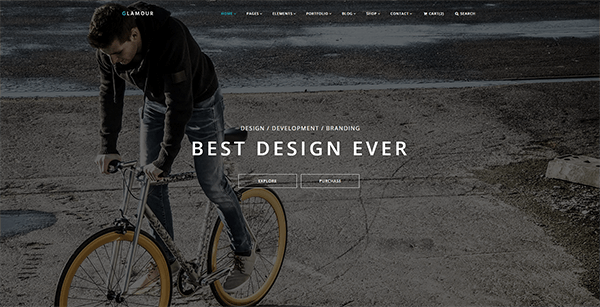 GLAMOUR HOME PAGES ELEMENTS PORTFOLIO BLOG SHOP CONTACT CART(2) SEARCH
DESIGN / DEVELOPMENT / BRANDING
BEST DESIGN EVER
EXPLORE PURCHASE